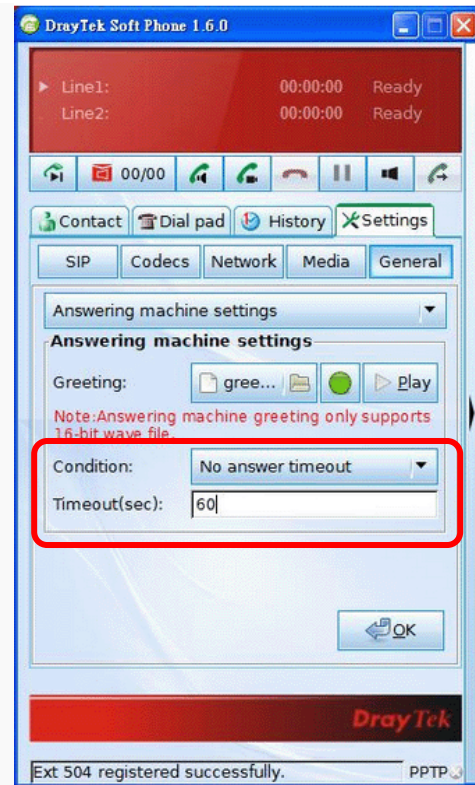 DrayTek Soft Phone 1.6.0
Line1: 00:00:00 Ready
Line2: 00:00:00 Ready
00/00
Contact Dial pad History Settings
SIP Codecs Network Media General
Answering machine settings
Answering machine settings
Greeting: gree... Play
Note:Answering machine greeting only supports
16-bit wave file.
Condition: No answer timeout
Timeout(sec): 60
OK
DrayTek
Ext 504 registered successfully. PPTP